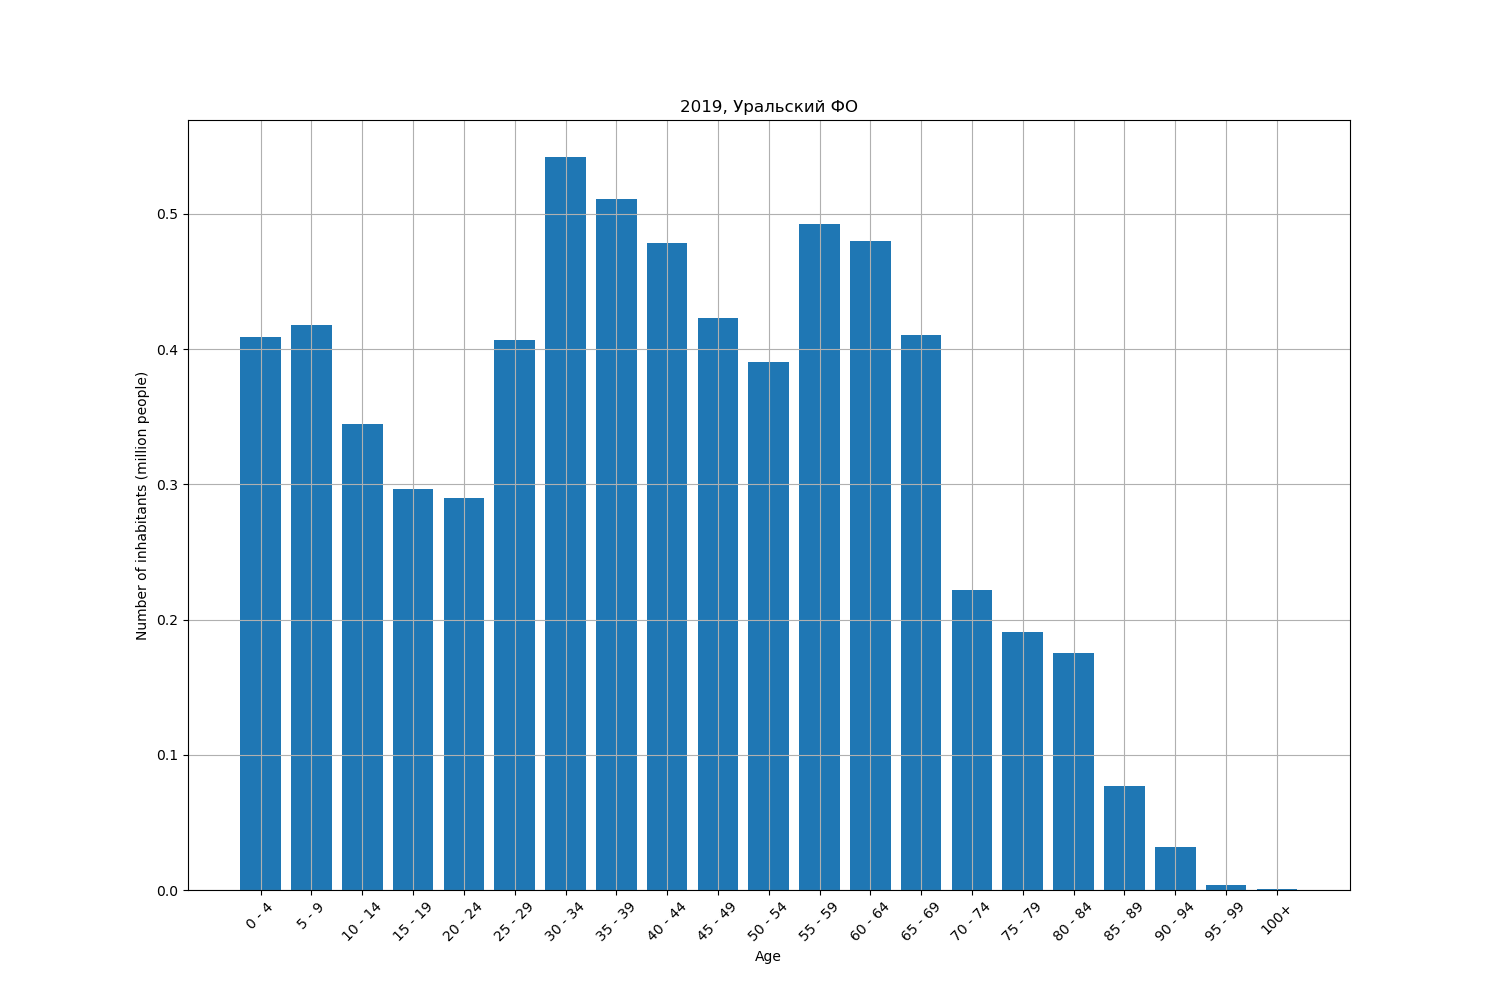 2019, Уральский ФО
Number of inhabitants (million people)
0.5
0.4
0.3
0.2
0.1
0.0
0 - 4
5 - 9
10 - 14
15 - 19
20 - 24
25 - 29
30 - 34
35 - 39
40 - 44
45 - 49
50 - 54
55 - 59
60 - 64
65 - 69
70 - 74
75 - 79
80 - 84
85 - 89
90 - 94
95 - 99
100+
Age